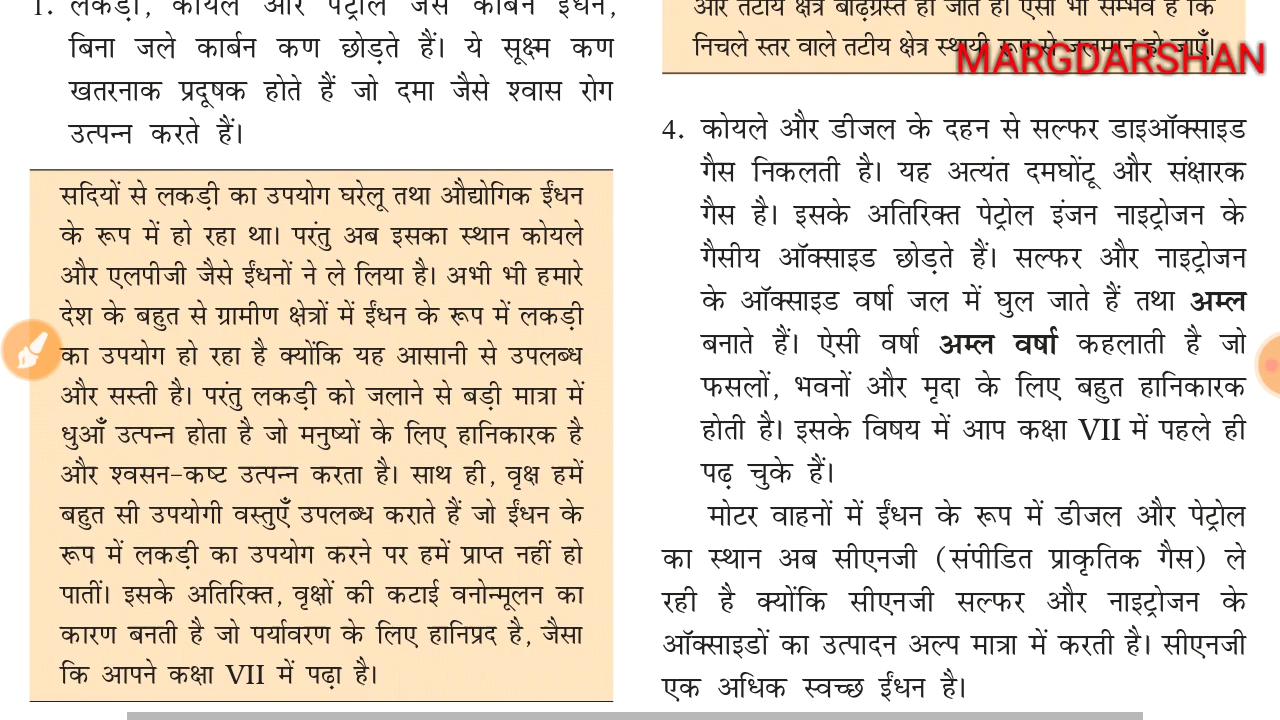 1. लकड़ी, कोयले और पेट्रोल जैसे कार्बन ईंधन,
बिना जले कार्बन कण छोड़ते हैं। ये सूक्ष्म कण
खतरनाक प्रदूषक होते हैं जो दमा जैसे श्वास रोग
उत्पन्न करते हैं।
सदियों से लकड़ी का उपयोग घरेलू तथा औद्योगिक ईंधन
के रूप में हो रहा था। परंतु अब इसका स्थान कोयले
और एलपीजी जैसे ईंधनों ने ले लिया है। अभी भी हमारे
देश के बहुत से ग्रामीण क्षेत्रों में ईंधन के रूप में लकड़ी
का उपयोग हो रहा है क्योंकि यह आसानी से उपलब्ध
और सस्ती है। परंतु लकड़ी को जलाने से बड़ी मात्रा में
धुआँ उत्पन्न होता है जो मनुष्यों के लिए हानिकारक है
और श्वसन-कष्ट उत्पन्न करता है। साथ ही, वृक्ष हमें
बहुत सी उपयोगी वस्तुएँ उपलब्ध कराते हैं जो ईंधन के
रूप में लकड़ी का उपयोग करने पर हमें प्राप्त नहीं हो
पातीं। इसके अतिरिक्त, वृक्षों की कटाई वनोन्मूलन का
कारण बनती है जो पर्यावरण के लिए हानिप्रद है, जैसा
कि आपने कक्षा VII में पढ़ा है।
और तटीय क्षेत्र बाढ़ग्रस्त हो जाते हैं। ऐसा भी सम्भव है कि
निचले स्तर वाले तटीय क्षेत्र स्थायी रूप से जलमग्न हो जाएँ।
MARGDARSHAN
4. कोयले और डीजल के दहन से सल्फर डाइऑक्साइड
गैस निकलती है। यह अत्यंत दमघोंटू और संक्षारक
गैस है। इसके अतिरिक्त पेट्रोल इंजन नाइट्रोजन के
गैसीय ऑक्साइड छोड़ते हैं। सल्फर और नाइट्रोजन
के ऑक्साइड वर्षा जल में घुल जाते हैं तथा अम्ल
बनाते हैं। ऐसी वर्षा अम्ल वर्षा कहलाती है जो
फसलों, भवनों और मृदा के लिए बहुत हानिकारक
होती है। इसके विषय में आप कक्षा VII में पहले ही
पढ़ चुके हैं।
मोटर वाहनों में ईंधन के रूप में डीजल और पेट्रोल
का स्थान अब सीएनजी (संपीडित प्राकृतिक गैस) ले
रही है क्योंकि सीएनजी सल्फर और नाइट्रोजन के
ऑक्साइडों का उत्पादन अल्प मात्रा में करती है। सीएनजी
एक अधिक स्वच्छ ईंधन है।